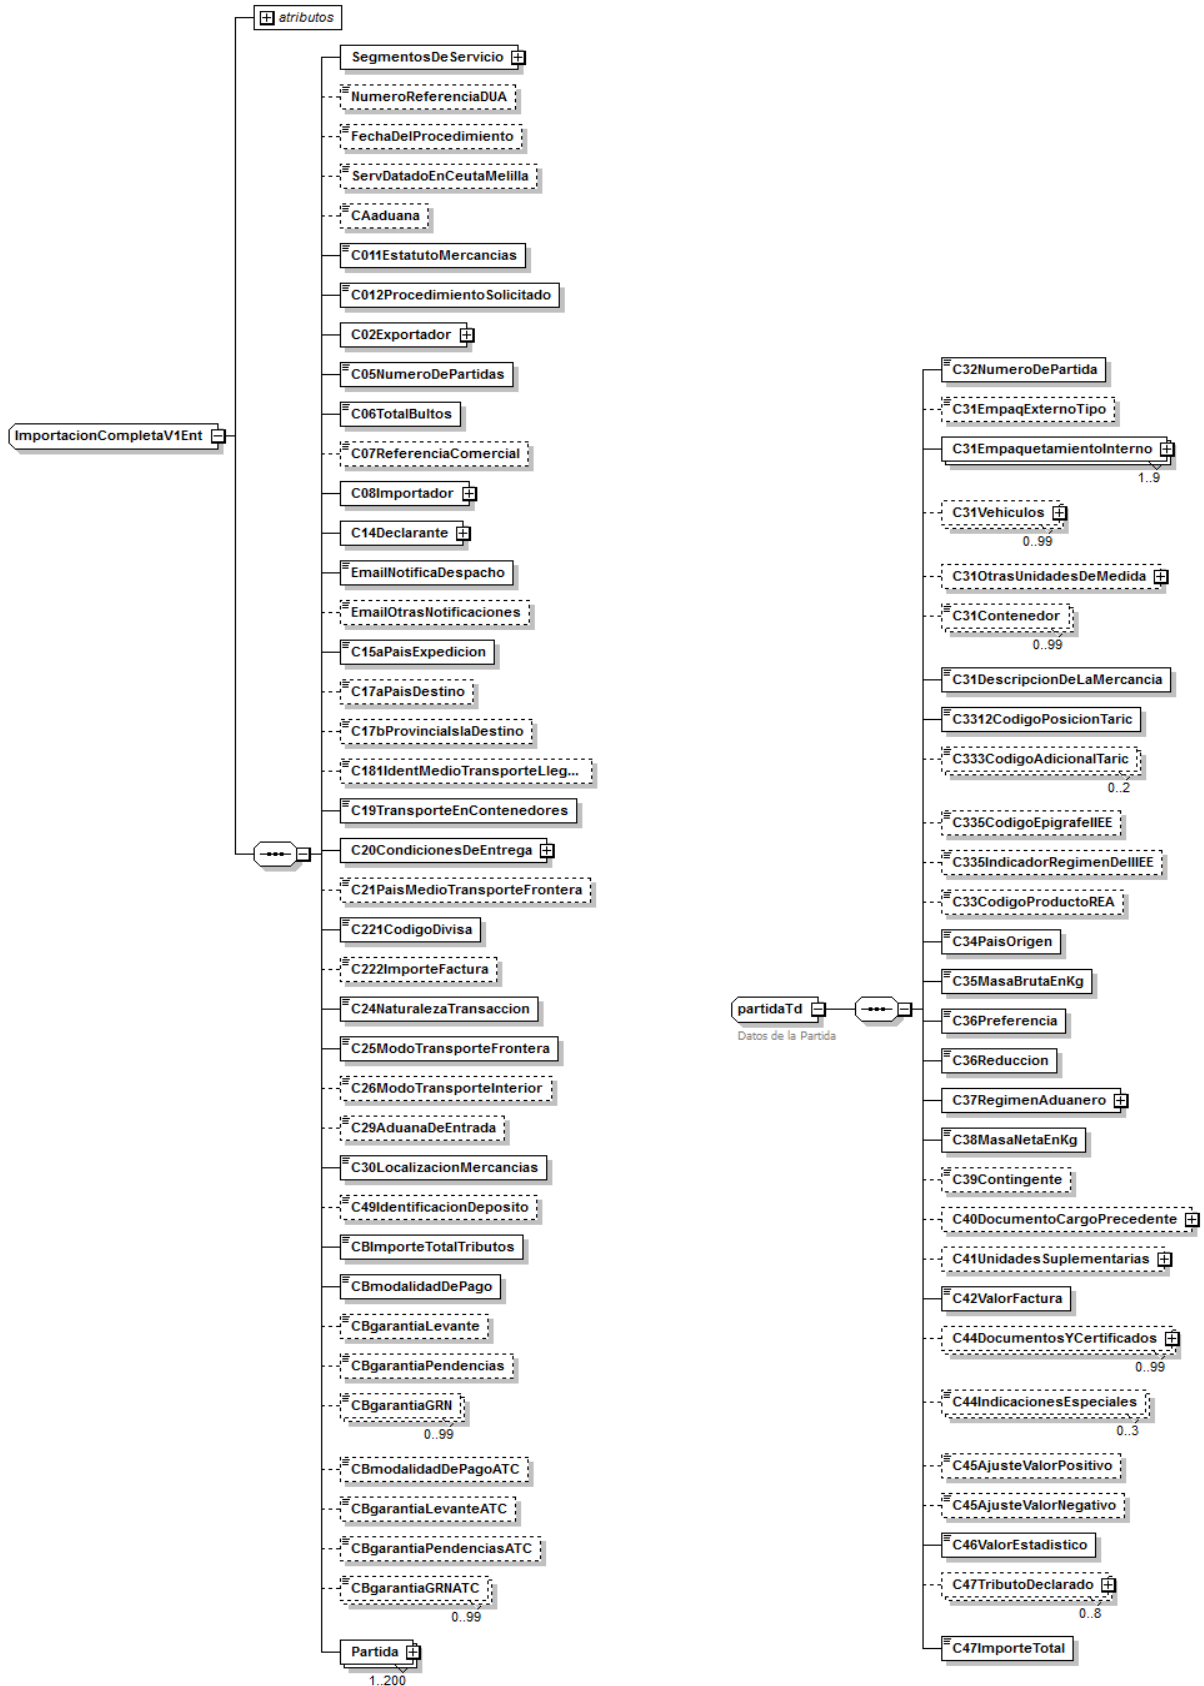 atributos
SegmentosDeServicio
NumeroReferenciaDUA
FechaDelProcedimiento
ServDatadoEnCeutaMelilla
CAaduana
C011EstatutoMercancias
C012ProcedimientoSolicitado
C02Exportador
C05NumeroDePartidas
C06TotalBultos
ImportacionCompletaV1Ent
C07ReferenciaComercial
C08Importador
C14Declarante
EmailNotificaDespacho
EmailOtrasNotificaciones
C15aPaisExpedicion
C17aPaisDestino
C17bProvinciaIslaDestino
C181IdentMedioTransporteLleg...
C19TransporteEnContenedores
C20CondicionesDeEntrega
C21PaisMedioTransporteFrontera
C221CodigoDivisa
C222ImporteFactura
C24NaturalezaTransaccion
C25ModoTransporteFrontera
C26ModoTransporteInterior
C29AduanaDeEntrada
C30LocalizacionMercancias
C49IdentificacionDeposito
CBImporteTotalTributos
CBmodalidadDePago
CBgarantiaLevante
CBgarantiaPendencias
CBgarantiaGRN
0..99
CBmodalidadDePagoATC
CBgarantiaLevanteATC
CBgarantiaPendenciasATC
CBgarantiaGRNATC
0..99
Partida
1..200
partidaTd
Datos de la Partida
C32NumeroDePartida
C31EmpaqExternoTipo
C31EmpaquetamientoInterno
1..9
C31Vehiculos
0..99
C31OtrasUnidadesDeMedida
C31Contenedor
0..99
C31DescripcionDeLaMercancia
C3312CodigoPosicionTaric
C333CodigoAdicionalTaric
0..2
C335CodigoEpigrafeIIEE
C335IndicadorRegimenDelIIEE
C33CodigoProductoREA
C34PaisOrigen
C35MasaBrutaEnKg
C36Preferencia
C36Reduccion
C37RegimenAduanero
C38MasaNetaEnKg
C39Contingente
C40DocumentoCargoPrecedente
C41UnidadesSuplementarias
C42ValorFactura
C44DocumentosYCertificados
0..99
C44IndicacionesEspeciales
0..3
C45AjusteValorPositivo
C45AjusteValorNegativo
C46ValorEstadistico
C47TributoDeclarado
0..8
C47ImporteTotal